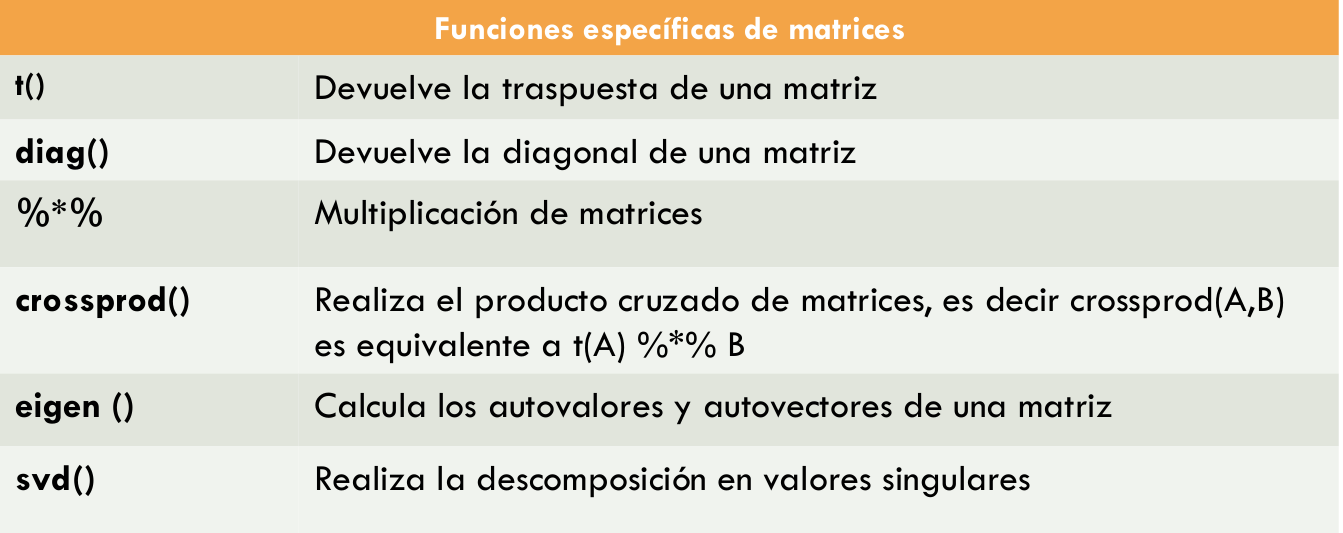 Funciones específicas de matrices
t() Devuelve la traspuesta de una matriz
diag() Devuelve la diagonal de una matriz
%*% Multiplicación de matrices
crossprod() Realiza el producto cruzado de matrices, es decir crossprod(A,B)
es equivalente a t(A) %*% B
eigen () Calcula los autovalores y autovectores de una matriz
svd() Realiza la descomposición en valores singulares